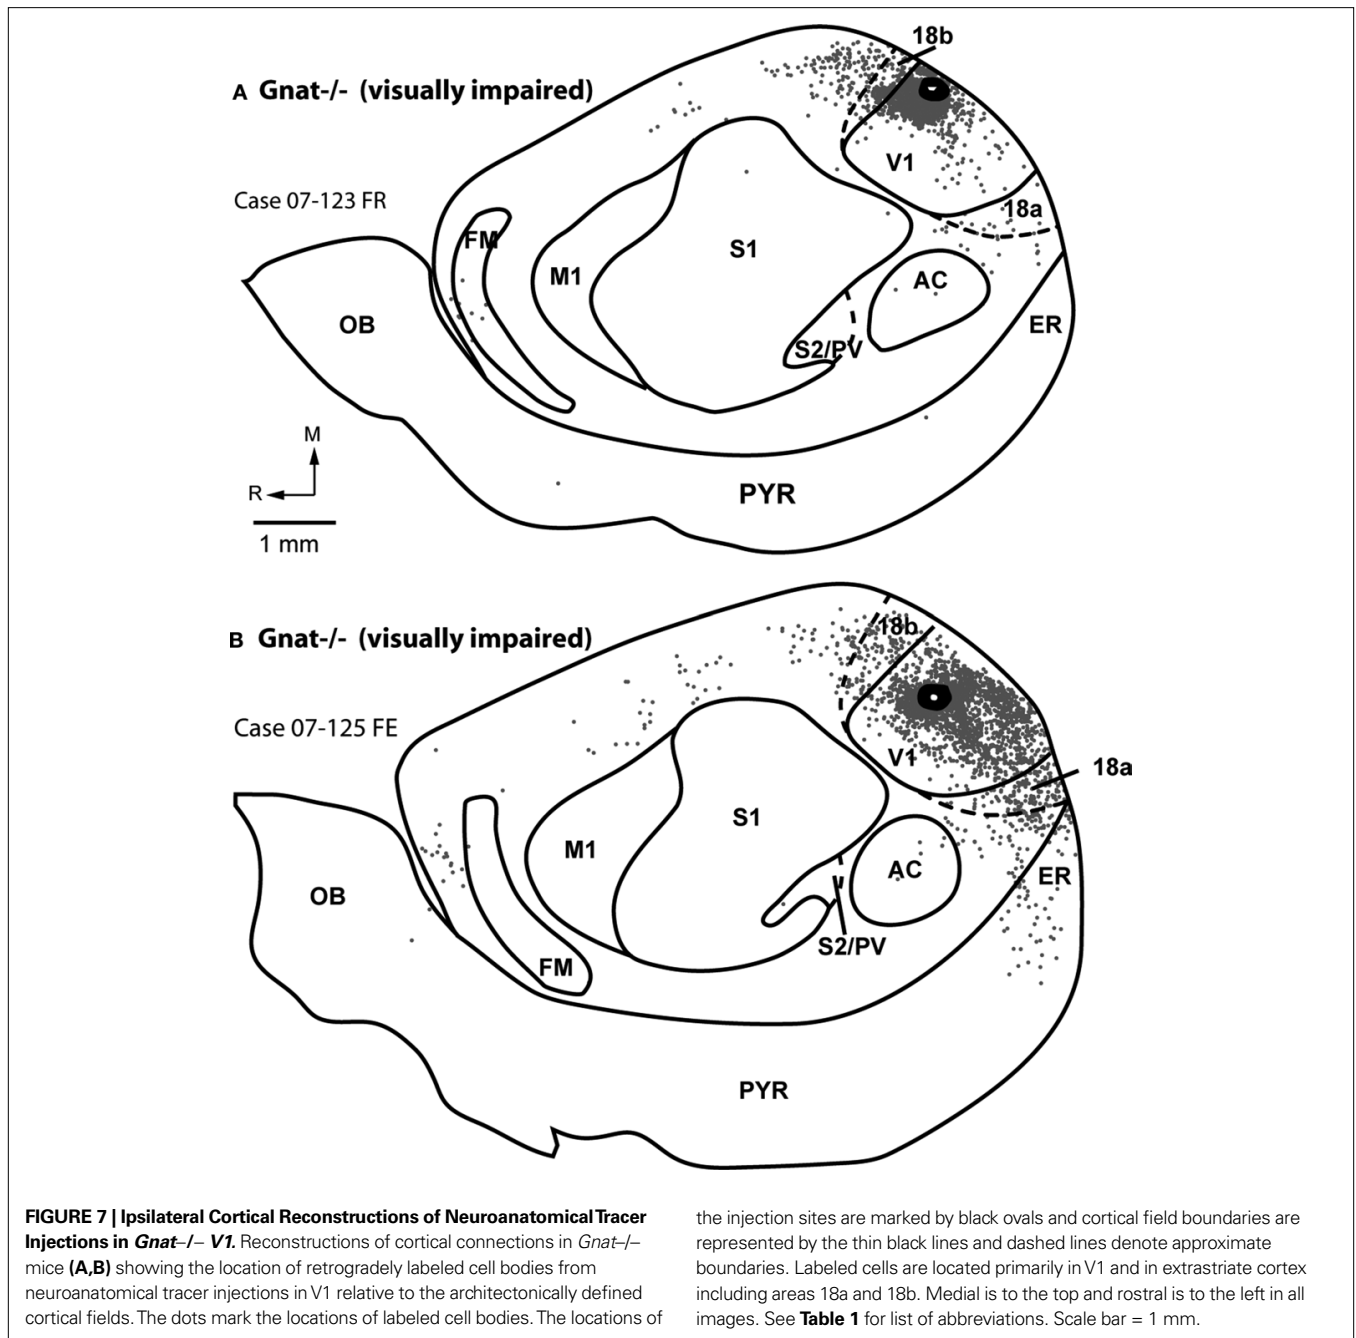 18b
A Gnat-/- (visually impaired)
V1
Case 07-123 FR
18a
FM
S1
M1
AC
OB
ER
S2/PV
M
R
PYR
1 mm
B Gnat-/- (visually impaired)
18b
Case 07-125 FE
V1
18a
S1
M1
AC
ER
OB
S2/PV
FM
PYR
FIGURE 7 | Ipsilateral Cortical Reconstructions of Neuroanatomical Tracer
Injections in Gnat–/– V1. Reconstructions of cortical connections in Gnat–/–
mice (A,B) showing the location of retrogradely labeled cell bodies from
neuroanatomical tracer injections in V1 relative to the architectonically defined
cortical fields. The dots mark the locations of labeled cell bodies. The locations of
the injection sites are marked by black ovals and cortical field boundaries are
represented by the thin black lines and dashed lines denote approximate
boundaries. Labeled cells are located primarily in V1 and in extrastriate cortex
including areas 18a and 18b. Medial is to the top and rostral is to the left in all
images. See Table 1 for list of abbreviations. Scale bar = 1 mm.